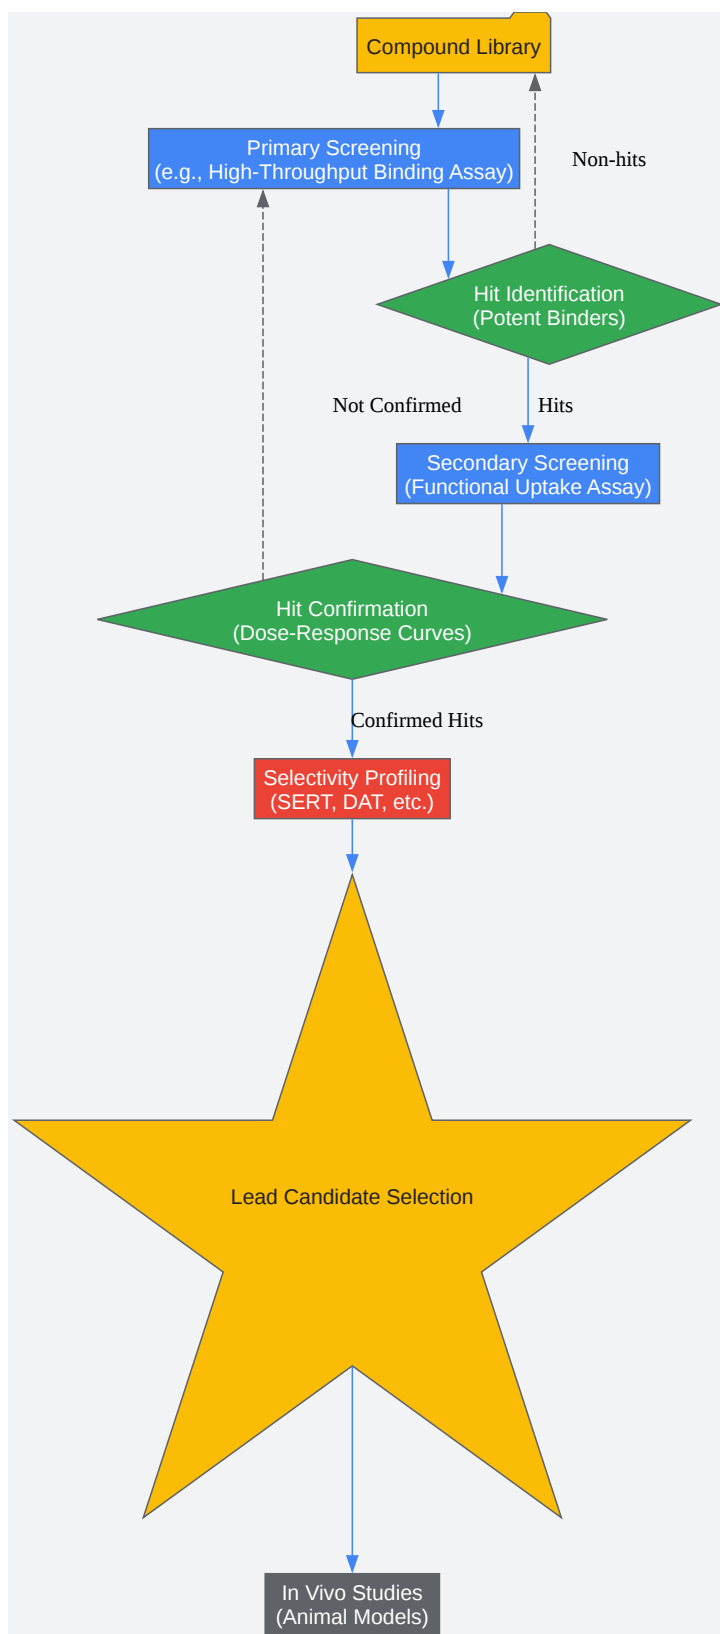 Compound Library
Primary Screening
(e.g., High-Throughput Binding Assay)
Non-hits
Hit Identification
(Potent Binders)
Not Confirmed
Hits
Secondary Screening
(Functional Uptake Assay)
Hit Confirmation
(Dose-Response Curves)
Confirmed Hits
Selectivity Profiling
(SERT, DAT, etc.)
Lead Candidate Selection
In Vivo Studies
(Animal Models)